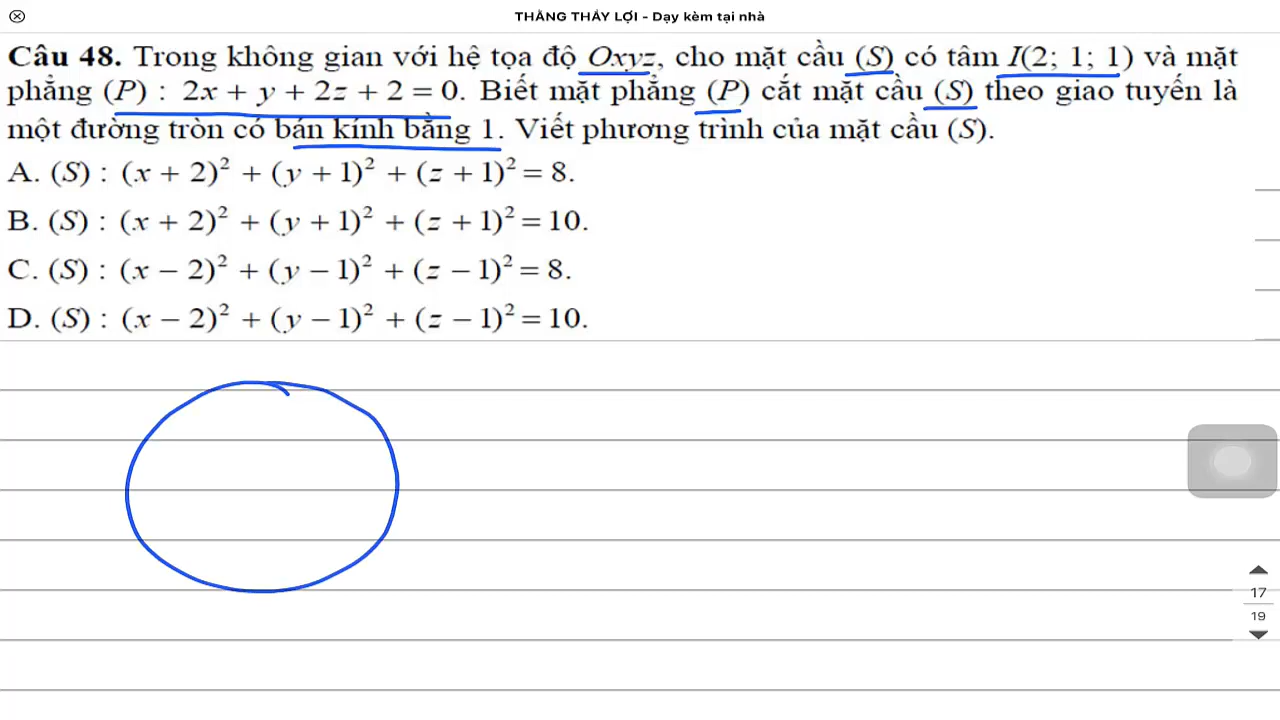 THẮNG THẦY LỢI - Dạy kèm tại nhà
Câu 48. Trong không gian với hệ tọa độ Oxyz, cho mặt cầu (S) có tâm I(2; 1; 1) và mặt
phẳng (P) : 2x + y + 2z + 2 = 0. Biết mặt phẳng (P) cắt mặt cầu (S) theo giao tuyến là
một đường tròn có bán kính bằng 1. Viết phương trình của mặt cầu (S).
A. (S) : (x + 2)² + (y + 1)² + (z + 1)² = 8.
B. (S) : (x + 2)² + (y + 1)² + (z + 1)² = 10.
C. (S) : (x − 2)² + (y − 1)² + (z − 1)² = 8.
D. (S) : (x − 2)² + (y − 1)² + (z − 1)² = 10.
17
19